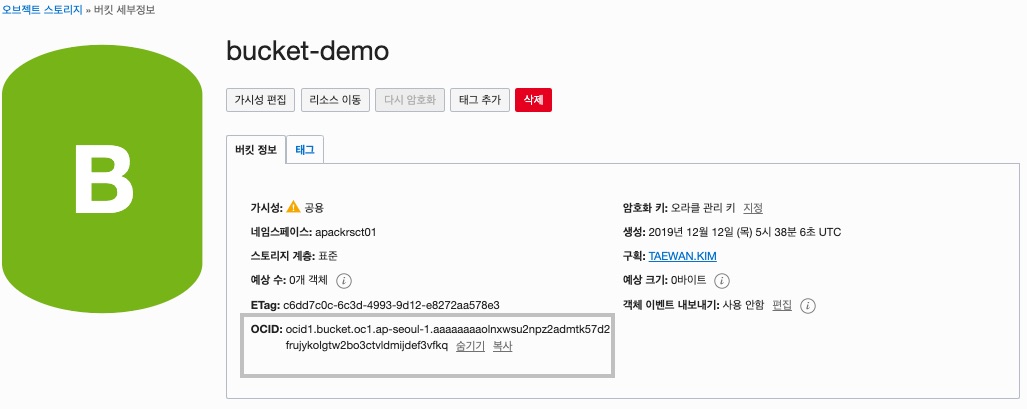 오브젝트 스토리지 » 버킷 세부정보
B
bucket-demo
가시성 편집 리소스 이동 다시 암호화 태그 추가 삭제
버킷 정보 태그
가시성: 공용
네임스페이스: apackrsct01
스토리지 계층: 표준
예상 수: 0개 객체 i
ETag: c6dd7c0c-6c3d-4993-9d12-e8272aa578e3
OCID: ocid1.bucket.oc1.ap-seoul-1.aaaaaaaaolnxwsu2npz2admtk57d2
frujykolgtw2bo3ctvldmijdef3vfkq 숨기기 복사
암호화 키: 오라클 관리 키 지정
생성: 2019년 12월 12일 (목) 5시 38분 6초 UTC
구획: TAEWAN.KIM
예상 크기: 0바이트 i
객체 이벤트 내보내기: 사용 안함 편집 i